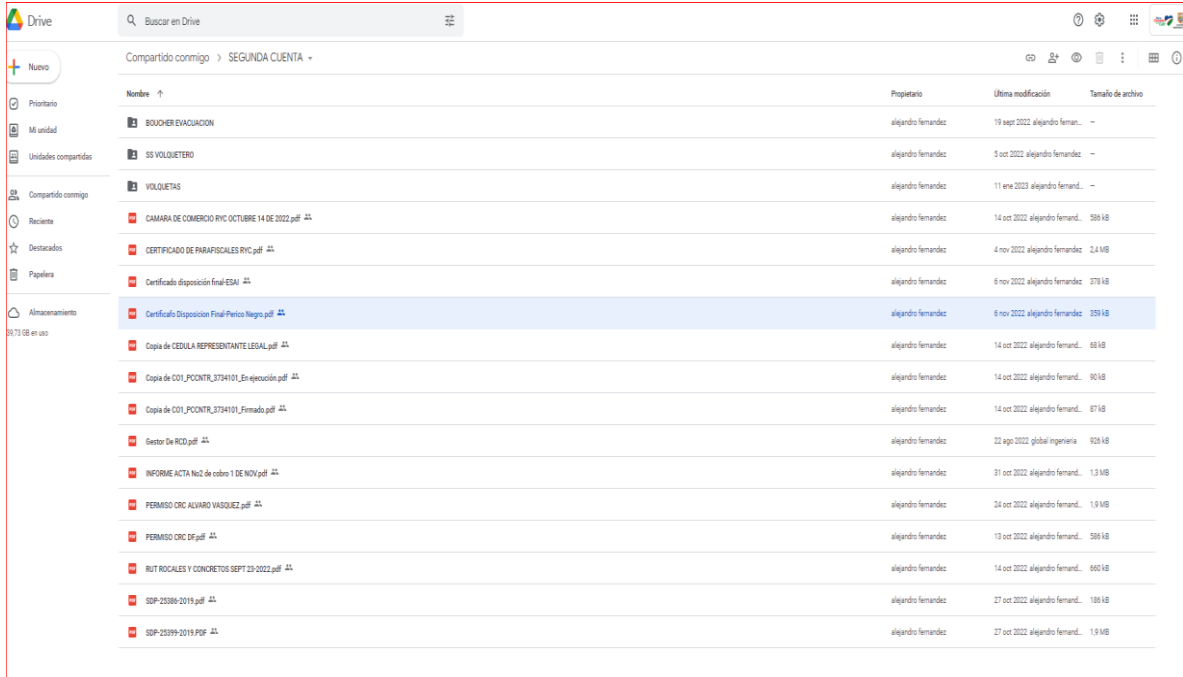 Drive
Buscar en Drive
Nuevo
Prioritario
Mi unidad
Unidades compartidas
Compartido conmigo
Reciente
Destacados
Papelera
Almacenamiento
39,73 GB en uso
Compartido conmigo > SEGUNDA CUENTA
Nombre Propietario Última modificación Tamaño de archivo
BOUCHER EVACUACION alejandro fernandez 19 sept 2022 alejandro fernan... –
SS VOLQUETERO alejandro fernandez 5 oct 2022 alejandro fernandez –
VOLQUETAS alejandro fernandez 11 ene 2023 alejandro fernand... –
CAMARA DE COMERCIO RYC OCTUBRE 14 DE 2022.pdf alejandro fernandez 14 oct 2022 alejandro fernand... 586 kB
CERTIFICADO DE PARAFISCALES RYC.pdf alejandro fernandez 4 nov 2022 alejandro fernandez 2,4 MB
Certificado disposición final-ESAI alejandro fernandez 6 nov 2022 alejandro fernandez 378 kB
Certificafo Disposicion Final-Perico Negro.pdf alejandro fernandez 6 nov 2022 alejandro fernandez 359 kB
Copia de CEDULA REPRESENTANTE LEGAL.pdf alejandro fernandez 14 oct 2022 alejandro fernand... 68 kB
Copia de CO1_PCCNTR_3734101_En ejecución.pdf alejandro fernandez 14 oct 2022 alejandro fernand... 90 kB
Copia de CO1_PCCNTR_3734101_Firmado.pdf alejandro fernandez 14 oct 2022 alejandro fernand... 87 kB
Gestor De RCD.pdf alejandro fernandez 22 ago 2022 global ingenieria 926 kB
INFORME ACTA No2 de cobro 1 DE NOV.pdf alejandro fernandez 31 oct 2022 alejandro fernand... 1,3 MB
PERMISO CRC ALVARO VASQUEZ.pdf alejandro fernandez 24 oct 2022 alejandro fernand... 1,9 MB
PERMISO CRC DF.pdf alejandro fernandez 13 oct 2022 alejandro fernand... 586 kB
RUT ROCALES Y CONCRETOS SEPT 23-2022.pdf alejandro fernandez 14 oct 2022 alejandro fernand... 660 kB
SDP-25386-2019.pdf alejandro fernandez 27 oct 2022 alejandro fernand... 186 kB
SDP-25399-2019.PDF alejandro fernandez 27 oct 2022 alejandro fernand... 1,9 MB